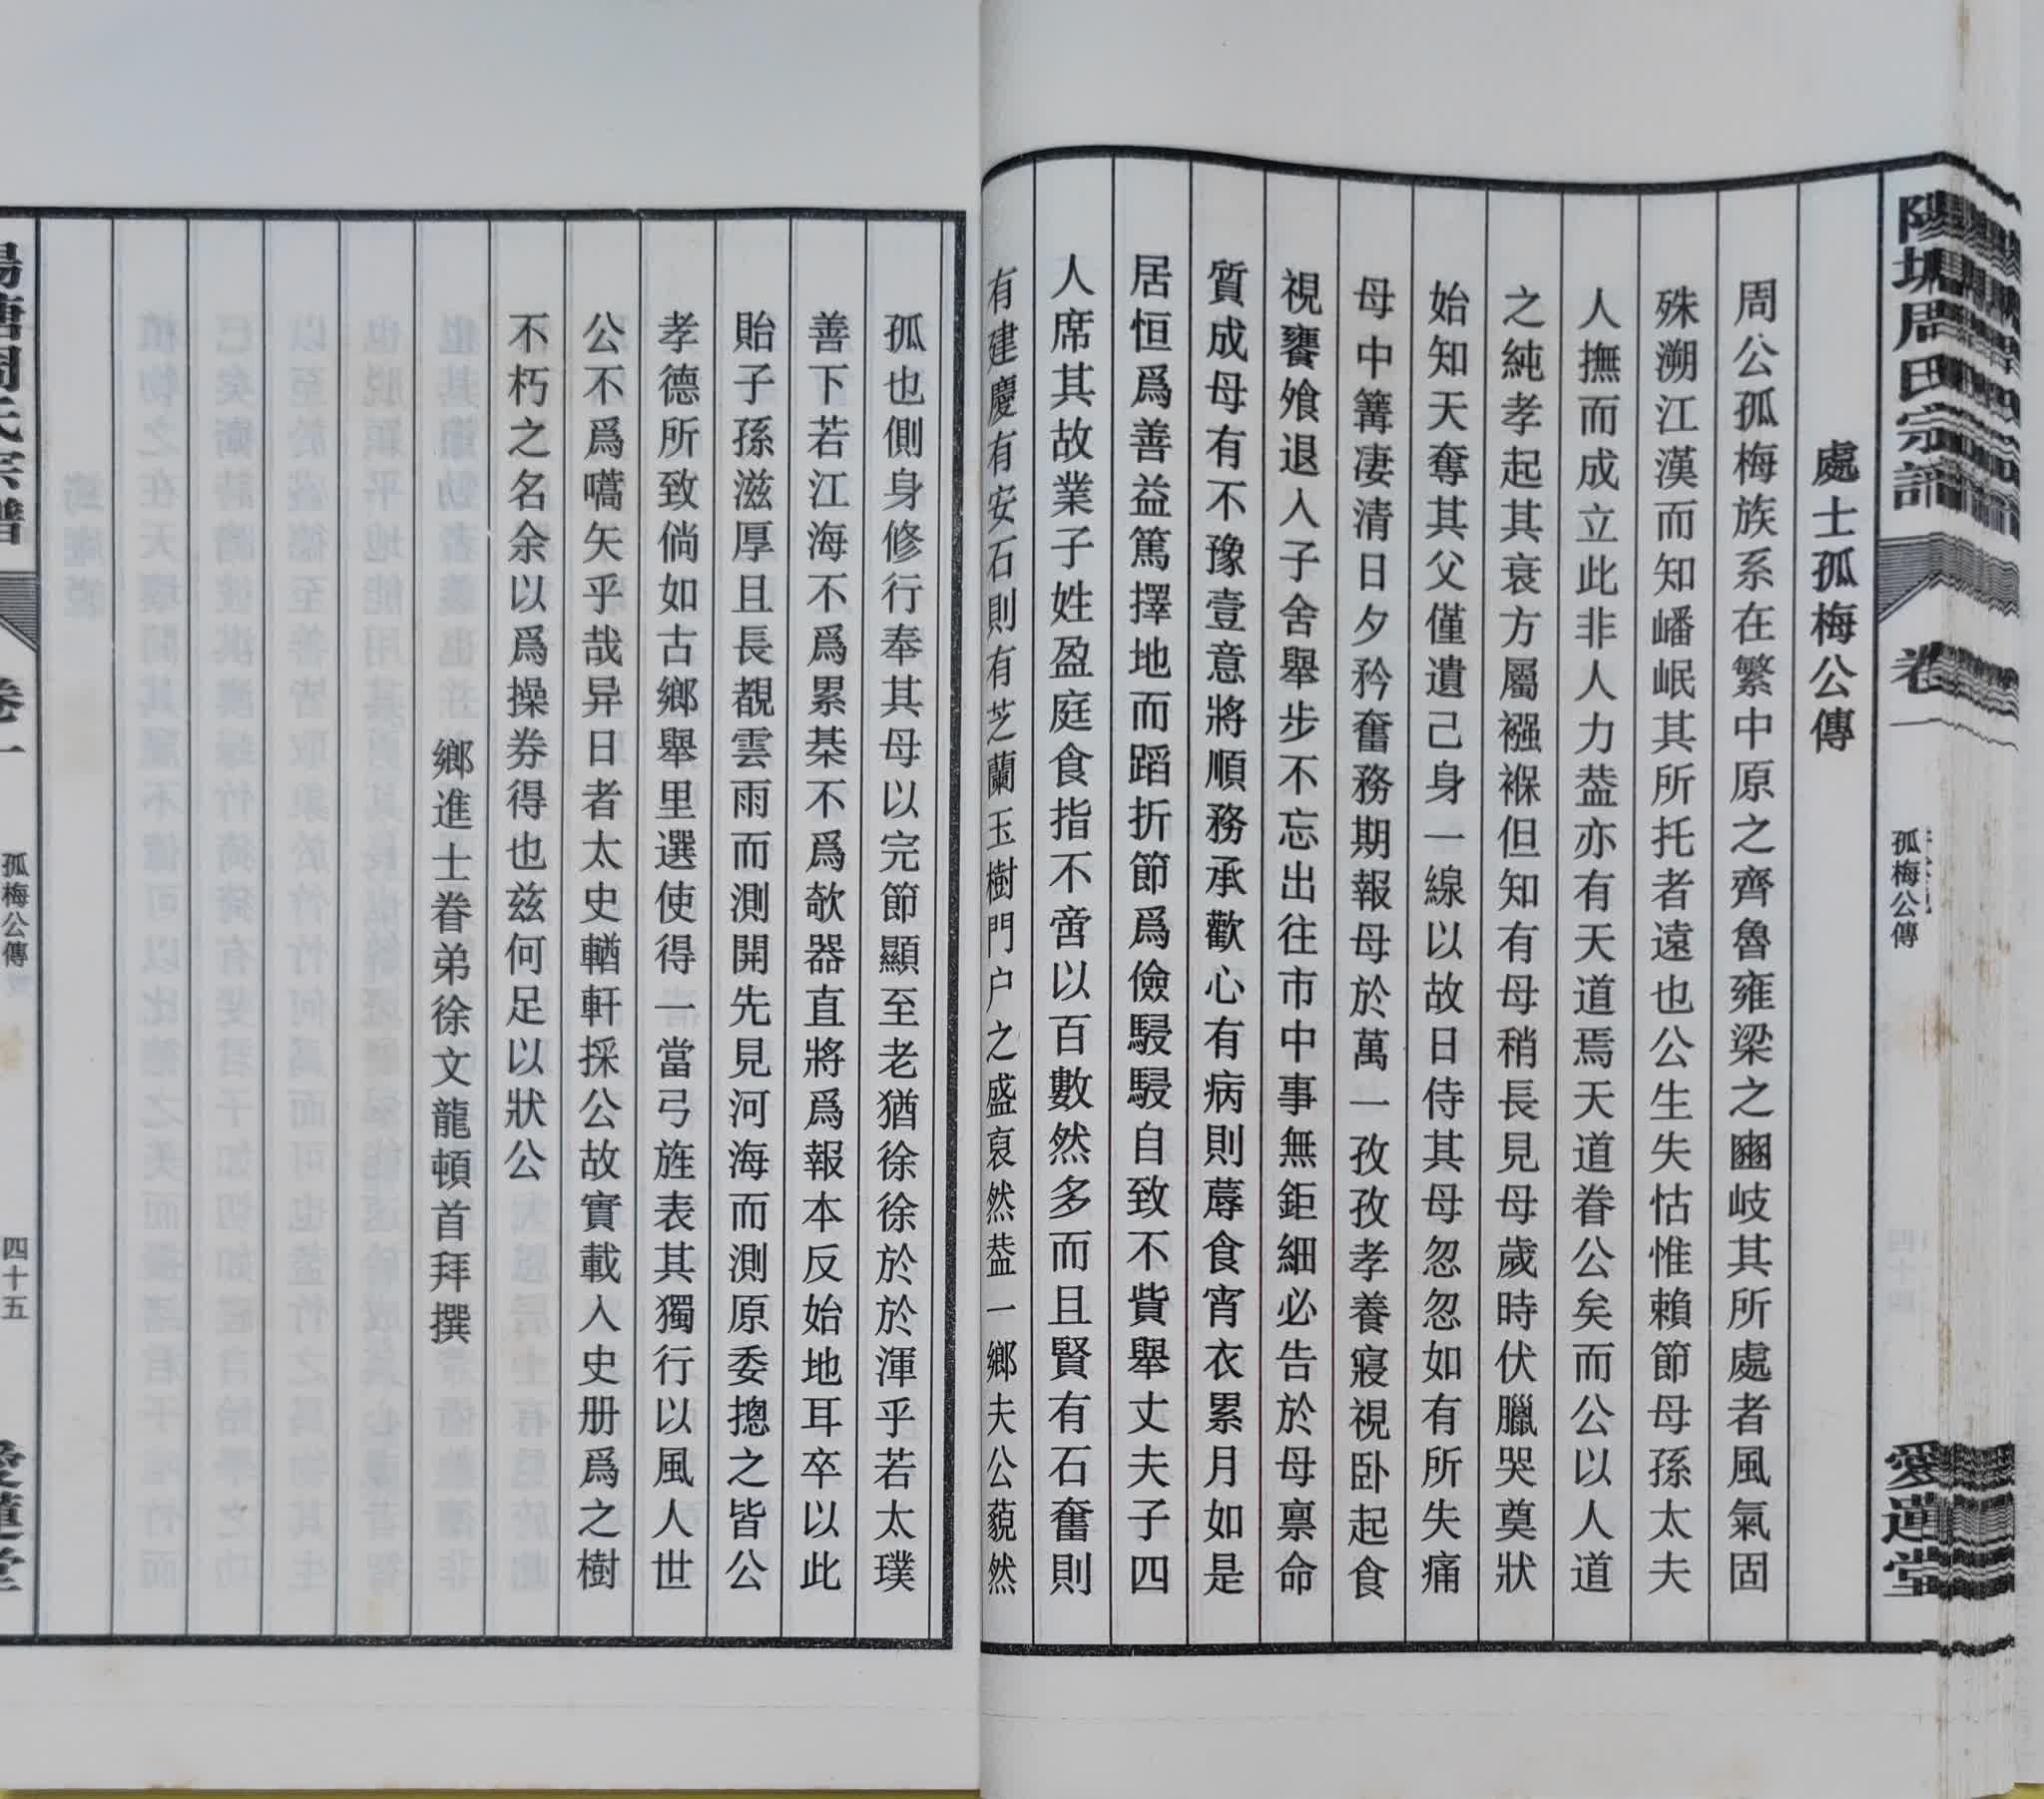 陽塘周氏宗譜
卷一
孤梅公傳
愛蓮堂
處士孤梅公傳
周公孤梅族系在繁中原之齊魯雍梁之豳岐其所處者風氣固
殊溯江漢而知嶓岷其所托者遠也公生失怙惟賴節母孫太夫
人撫而成立此非人力葢亦有天道焉天道眷公矣而公以人道
之純孝起其衰方屬襁褓但知有母稍長見母歲時伏臘哭奠狀
始知天奪其父僅遺己身一線以故日侍其母忽忽如有所失痛
母中篝凄清日夕矜奮務期報母於萬一孜孜孝養寢視卧起食
視饔飧退入子舍舉步不忘出往市中事無鉅細必告於母禀命
質成母有不豫壹意將順務承歡心有病則蓐食宵衣累月如是
居恒爲善益篤擇地而蹈折節爲儉駸駸自致不貲舉丈夫子四
人席其故業子姓盈庭食指不啻以百數然多而且賢有石奮則
有建慶有安石則有芝蘭玉樹門户之盛裒然葢一鄉夫公藐然
孤也側身修行奉其母以完節顯至老猶徐徐於於渾乎若太璞
善下若江海不爲累棊不爲欹器直將爲報本反始地耳卒以此
貽子孫滋厚且長覩雲雨而測開先見河海而測原委摠之皆公
孝德所致倘如古鄉舉里選使得一當弓旌表其獨行以風人世
公不爲嚆矢乎哉异日者太史輶軒採公故實載入史册爲之樹
不朽之名余以爲操券得也兹何足以狀公
鄉進士眷弟徐文龍頓首拜撰
陽塘周氏宗譜
卷一
孤梅公傳
四十五
愛蓮堂